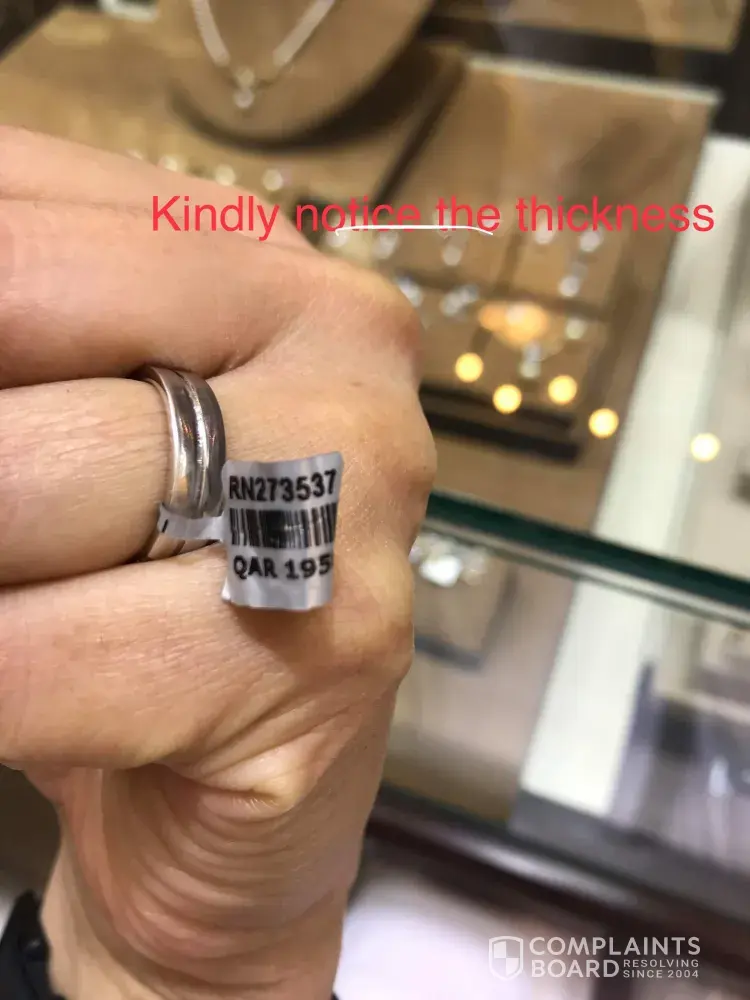 Kindly notice the thickness
RN273537
QAR 195
COMPLAINTS
BOARD RESOLVING
SINCE 2004